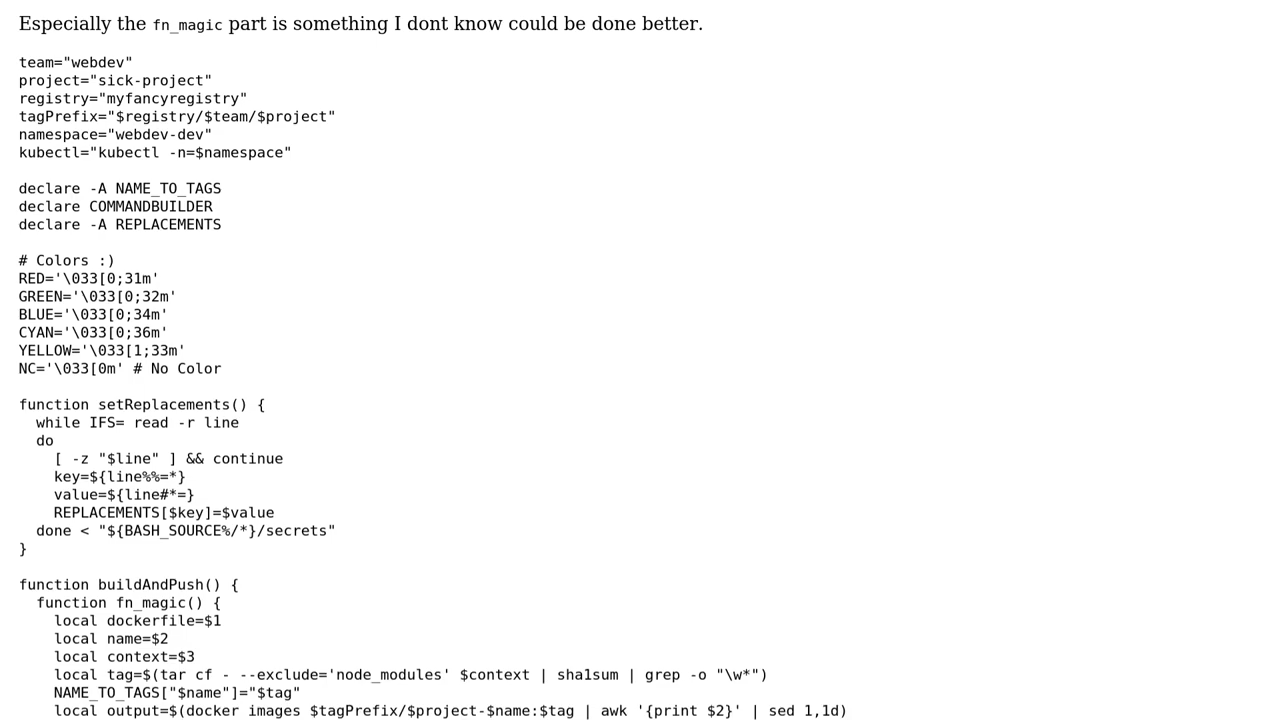 Especially the fn_magic part is something I dont know could be done better.
team="webdev"
project="sick-project"
registry="myfancyregistry"
tagPrefix="$registry/$team/$project"
namespace="webdev-dev"
kubectl="kubectl -n=$namespace"
declare -A NAME_TO_TAGS
declare COMMANDBUILDER
declare -A REPLACEMENTS
# Colors :)
RED='\033[0;31m'
GREEN='\033[0;32m'
BLUE='\033[0;34m'
CYAN='\033[0;36m'
YELLOW='\033[1;33m'
NC='\033[0m' # No Color
function setReplacements() {
  while IFS= read -r line
  do
    [ -z "$line" ] && continue
    key=${line%%=*}
    value=${line#*=}
    REPLACEMENTS[$key]=$value
  done < "${BASH_SOURCE%/*}/secrets"
}
function buildAndPush() {
  function fn_magic() {
    local dockerfile=$1
    local name=$2
    local context=$3
    local tag=$(tar cf - --exclude='node_modules' $context | sha1sum | grep -o "\w*")
    NAME_TO_TAGS["$name"]="$tag"
    local output=$(docker images $tagPrefix/$project-$name:$tag | awk '{print $2}' | sed 1,1d)